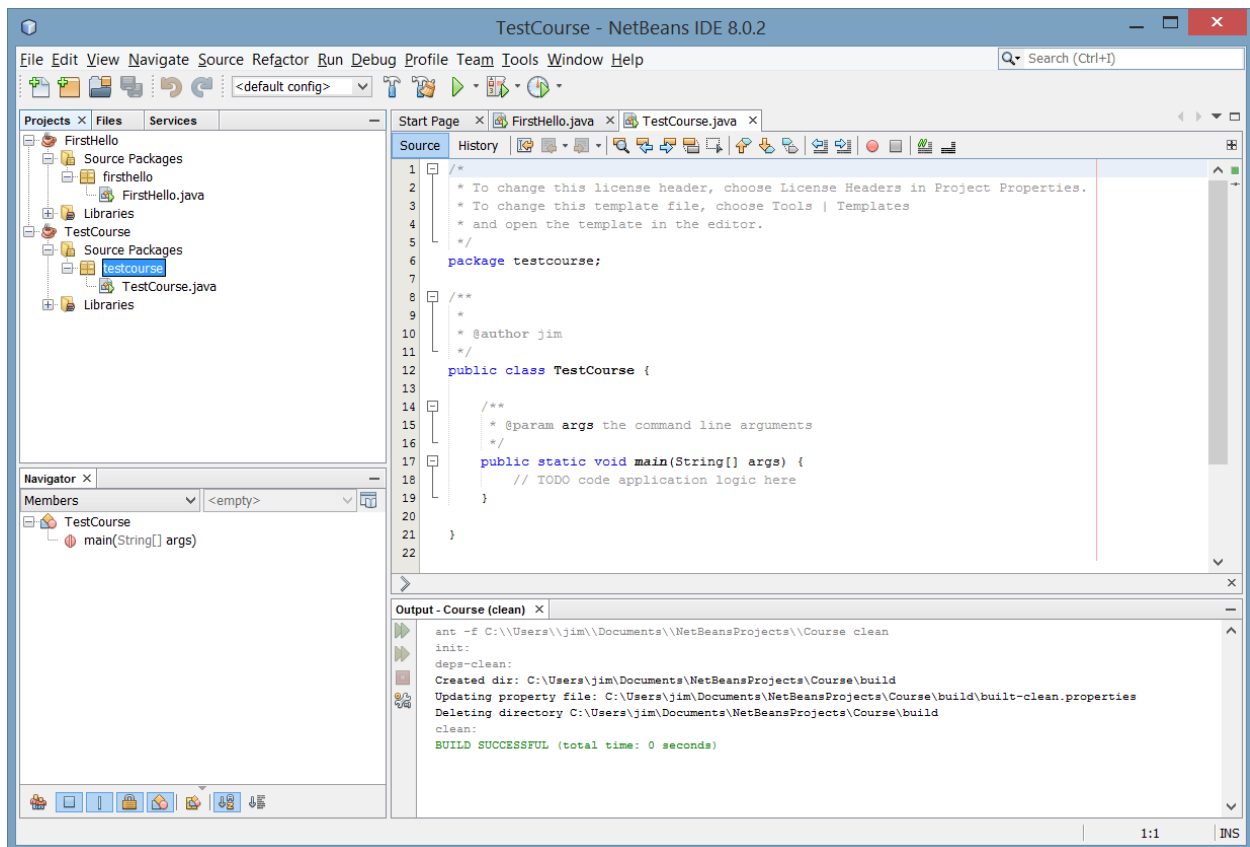 TestCourse - NetBeans IDE 8.0.2
File Edit View Navigate Source Refactor Run Debug Profile Team Tools Window Help
Search (Ctrl+I)
<default config>
Projects Files Services
FirstHello
Source Packages
firsthello
FirstHello.java
Libraries
TestCourse
Source Packages
testcourse
TestCourse.java
Libraries
Navigator
Members <empty>
TestCourse
main(String[] args)
Start Page FirstHello.java TestCourse.java
Source History
1 /*
2 * To change this license header, choose License Headers in Project Properties.
3 * To change this template file, choose Tools | Templates
4 * and open the template in the editor.
5 */
6 package testcourse;
7
8 /**
9 *
10 * @author jim
11 */
12 public class TestCourse {
13
14 /**
15 * @param args the command line arguments
16 */
17 public static void main(String[] args) {
18 // TODO code application logic here
19 }
20
21 }
22
Output - Course (clean)
ant -f C:\\Users\\jim\\Documents\\NetBeansProjects\\Course clean
init:
deps-clean:
Created dir: C:\Users\jim\Documents\NetBeansProjects\Course\build
Updating property file: C:\Users\jim\Documents\NetBeansProjects\Course\build\built-clean.properties
Deleting directory C:\Users\jim\Documents\NetBeansProjects\Course\build
clean:
BUILD SUCCESSFUL (total time: 0 seconds)
1:1 INS